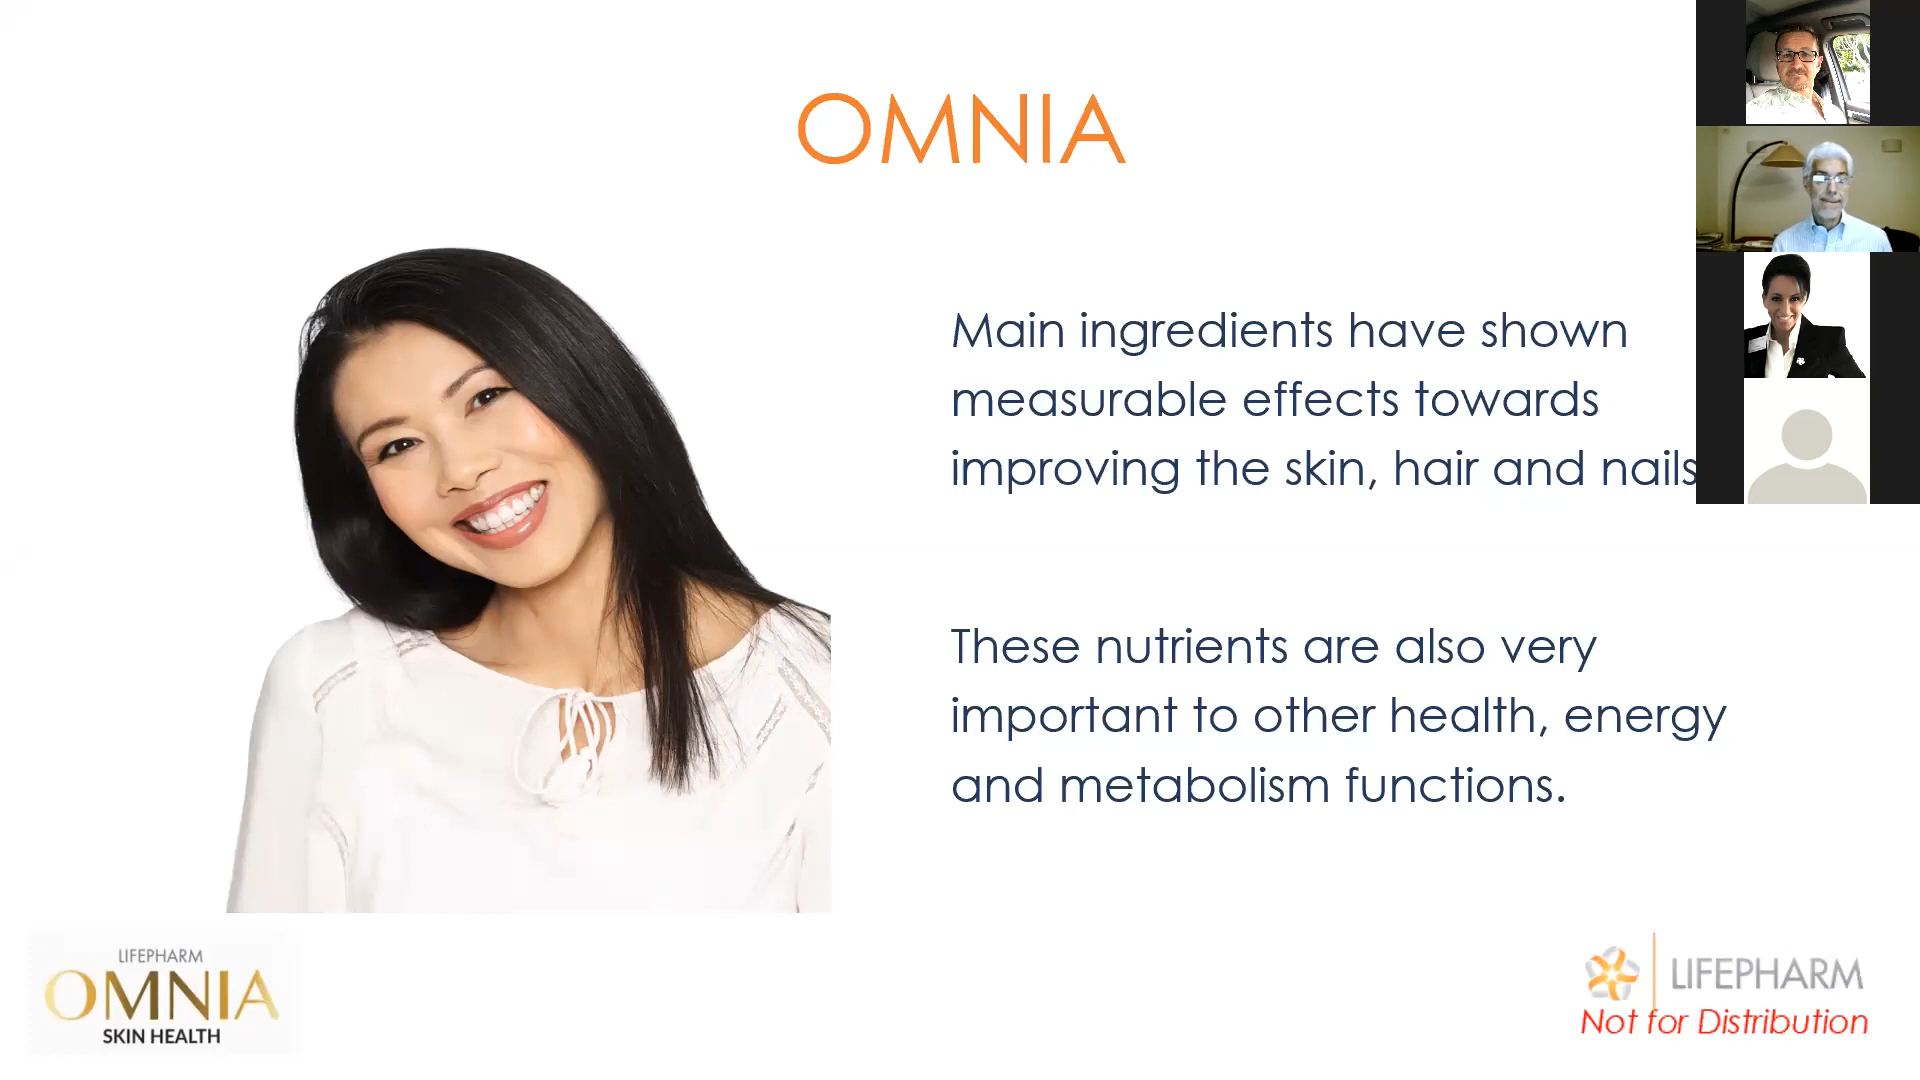 OMNIA
Main ingredients have shown
measurable effects towards
improving the skin, hair and nails
These nutrients are also very
important to other health, energy
and metabolism functions.
LIFEPHARM
OMNIA
SKIN HEALTH
LIFEPHARM
Not for Distribution